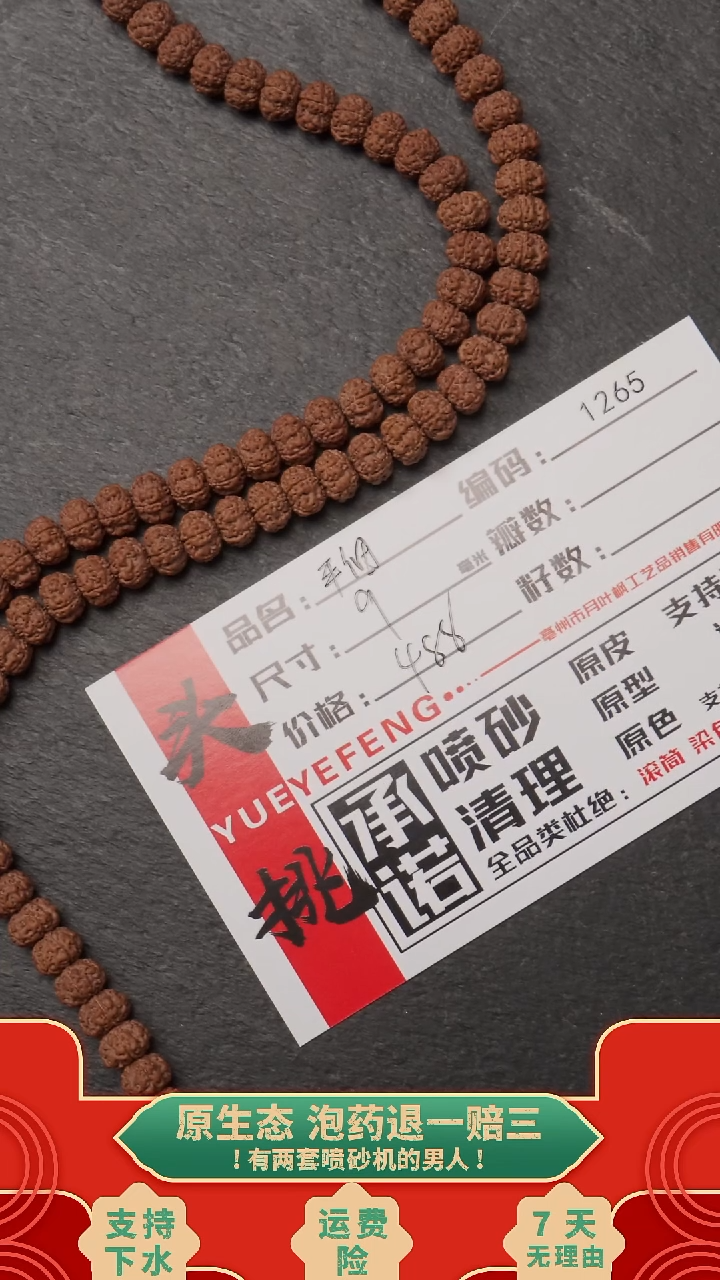 编码：1265
品名：
瓣数：
尺寸：9 毫米
籽数：
价格：488
亳州市月叶枫工艺品销售有限
YUEYEFENG
头
挑
承诺
喷砂
清理
原皮
原型
原色
支持
全品类杜绝：滚筒 染色
原生态 泡药退一赔三
！有两套喷砂机的男人！
支持
下水
运费
险
7 天
无理由